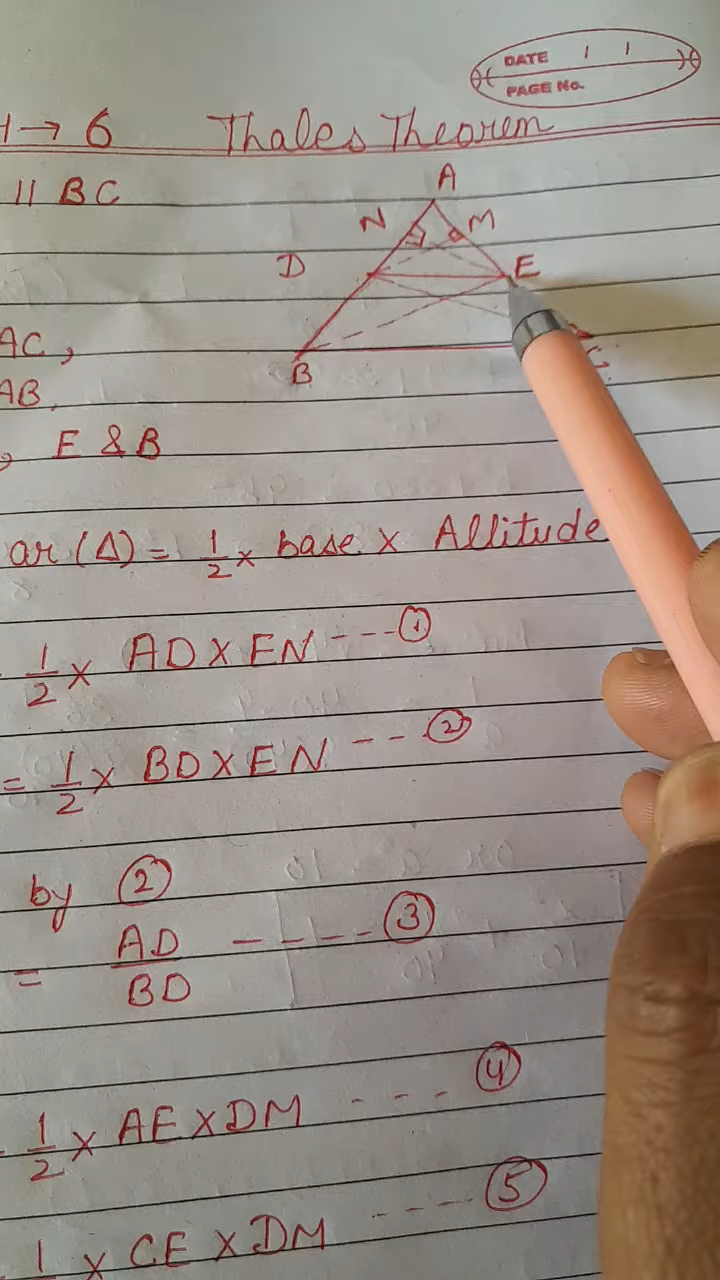 DATE
PAGE No.
→ 6 Thales Theorem
|| BC
A
N M
D E
B C
AC,
AB.
, E & B
ar (Δ) = 1/2 × base × Allitude
1/2 × AD × EN --- ①
= 1/2 × BD × EN -- ②
by ②
= AD/BD ----- ③
1/2 × AE × DM --- ④
1/2 × CE × DM ---- ⑤